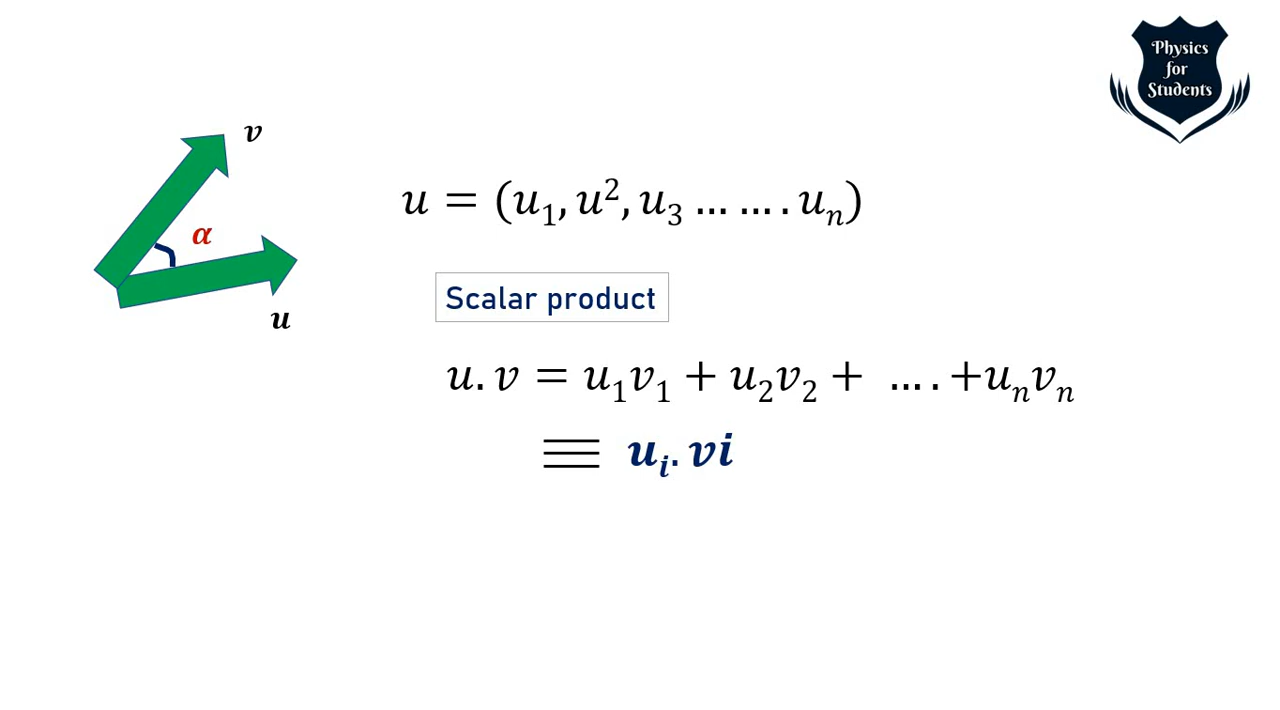 Physics
for
Students
v
u = (u₁, u², u₃ ... ... . uₙ)
α
Scalar product
u
u. v = u₁v₁ + u₂v₂ + ... . +uₙvₙ
≡ uᵢ. vi